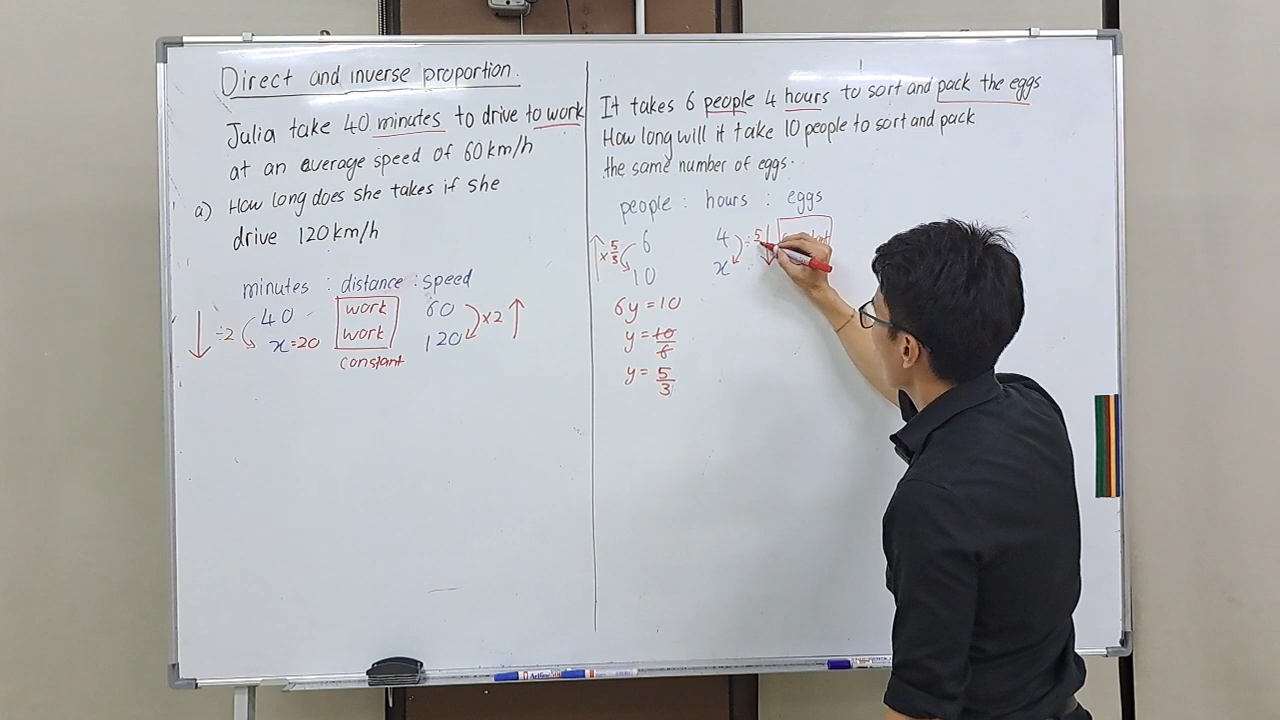 Direct and inverse proportion.
Julia take 40 minutes to drive to work
at an average speed of 60km/h
a) How long does she takes if she
drive 120km/h
minutes : distance : speed
÷2 40 work 60 ×2
x=20 work 120
constant
It takes 6 people 4 hours to sort and pack the eggs
How long will it take 10 people to sort and pack
the same number of eggs.
people : hours : eggs
×5/3 6 4 ÷ 5
10 x
6y=10
y=10/6
y=5/3
Artline